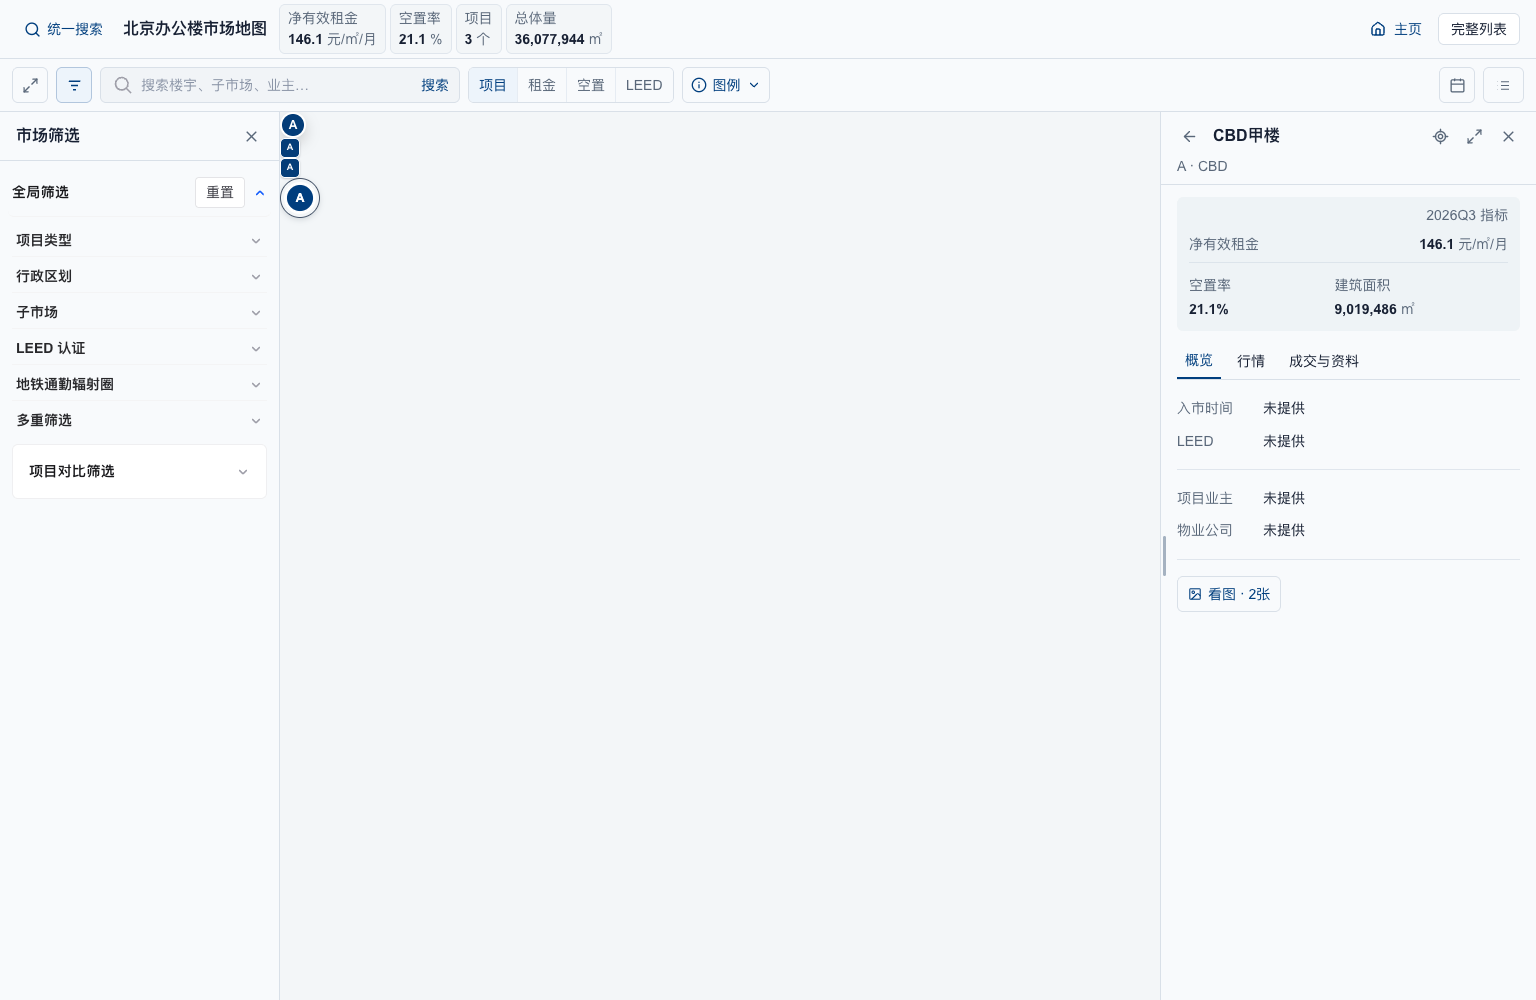 统一搜索
北京办公楼市场地图
净有效租金
146.1 元/㎡/月
空置率
21.1 %
项目
3 个
总体量
36,077,944 ㎡
主页
完整列表
搜索楼宇、子市场、业主…
搜索
项目
租金
空置
LEED
图例
市场筛选
全局筛选
重置
项目类型
行政区划
子市场
LEED 认证
地铁通勤辐射圈
多重筛选
项目对比筛选
A
A
A
A
CBD甲楼
A · CBD
2026Q3 指标
净有效租金
146.1 元/㎡/月
空置率
21.1%
建筑面积
9,019,486 ㎡
概览
行情
成交与资料
入市时间 未提供
LEED 未提供
项目业主 未提供
物业公司 未提供
看图 · 2张